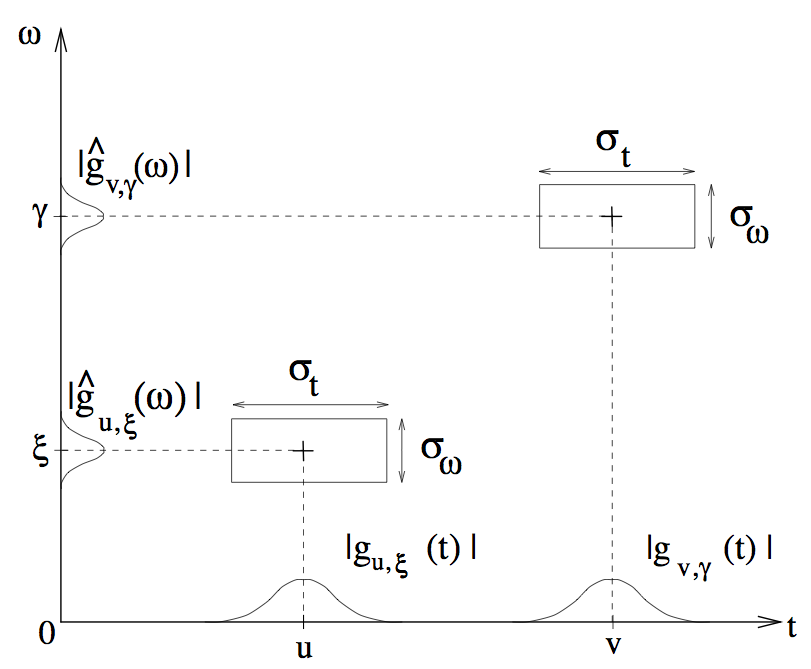 ω
|ĝv,γ(ω)|
σt
γ
σω
|ĝu,ξ(ω)|
σt
ξ
σω
|gu,ξ(t)|
|gv,γ(t)|
0
u
v
t